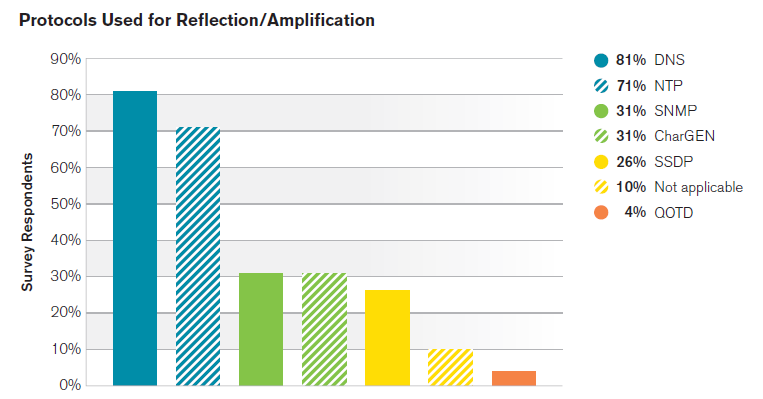 Protocols Used for Reflection/Amplification
Survey Respondents
90%
80%
70%
60%
50%
40%
30%
20%
10%
0%
81% DNS
71% NTP
31% SNMP
31% CharGEN
26% SSDP
10% Not applicable
4% QOTD